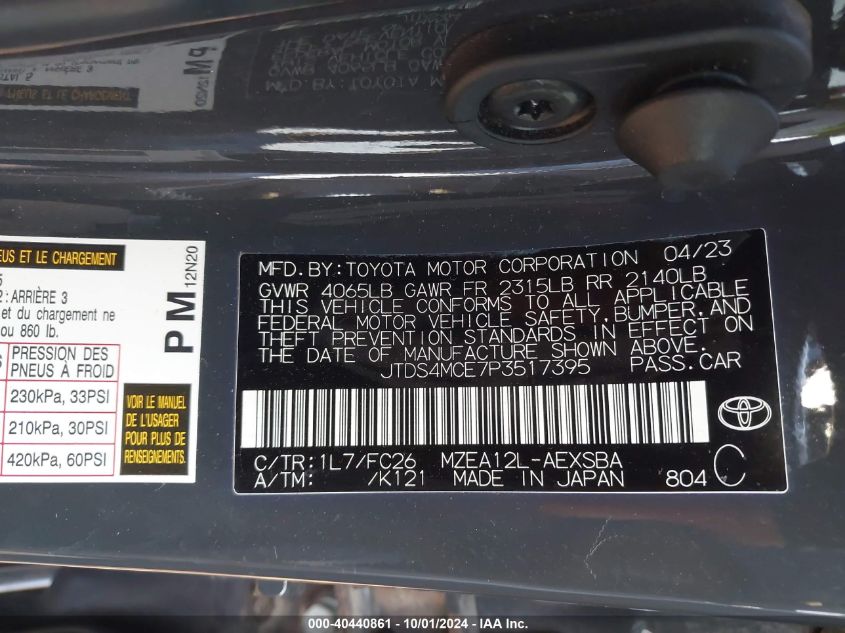 EUS ET LE CHARGEMENT
5
2: ARRIÈRE 3
et du chargement ne
ou 860 lb.
PRESSION DES
PNEUS À FROID
230kPa, 33PSI
210kPa, 30PSI
420kPa, 60PSI
PM
12N20
VOIR LE MANUEL
DE L'USAGER
POUR PLUS DE
RENSEIGNEMENTS.
MFD. BY: TOYOTA MOTOR CORPORATION 04/23
GVWR 4065LB GAWR FR 2315LB RR 2140LB
THIS VEHICLE CONFORMS TO ALL APPLICABLE
FEDERAL MOTOR VEHICLE SAFETY, BUMPER, AND
THEFT PREVENTION STANDARDS IN EFFECT ON
THE DATE OF MANUFACTURE SHOWN ABOVE.
JTDS4MCE7P3517395 PASS.CAR
C/TR: 1L7/FC26 MZEA12L-AEXSBA
A/TM: /K121 MADE IN JAPAN 804 C
000-40440861 - 10/01/2024 - IAA Inc.